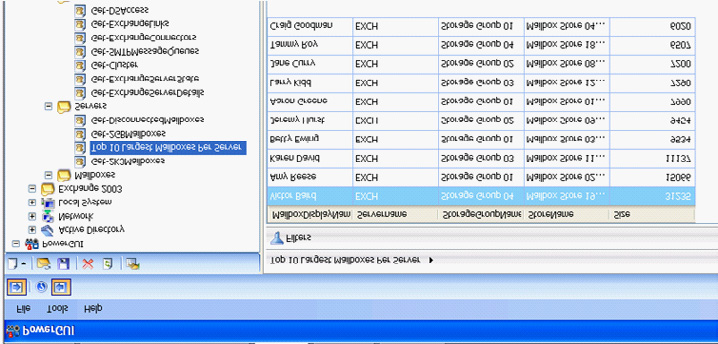 PowerGUI
File Tools Help
PowerGUI
Active Directory
Network
Local System
Exchange 2003
Mailboxes
Get-2K3Mailboxes
Top 10 Largest Mailboxes Per Server
Get-2GBMailboxes
Get-DisconnectedMailboxes
Servers
Get-ExchangeServerDetails
Get-ExchangeServerState
Get-Cluster
Get-SMTPMessageQueues
Get-ExchangeConnectors
Get-ExchangeLinks
Get-DSAccess
Top 10 Largest Mailboxes Per Server
Filters
MailboxDisplayNam Servername StorageGroupName StoreName Size
Victor Baird EXCH Storage Group 04 Mailbox Store 19... 31235
Amy Reese EXCH Storage Group 01 Mailbox Store 02... 15066
Karen David EXCH Storage Group 03 Mailbox Store 11... 11137
Betty Ewing EXCH Storage Group 01 Mailbox Store 03... 9534
Jeremy Hurst EXCH Storage Group 02 Mailbox Store 09... 9454
Aaron Greene EXCH Storage Group 01 Mailbox Store 01... 7990
Larry Kidd EXCH Storage Group 03 Mailbox Store 12... 7290
Jane Curry EXCH Storage Group 02 Mailbox Store 08... 7200
Tammy Roy EXCH Storage Group 04 Mailbox Store 18... 6507
Craig Goodman EXCH Storage Group 01 Mailbox Store 04... 6020